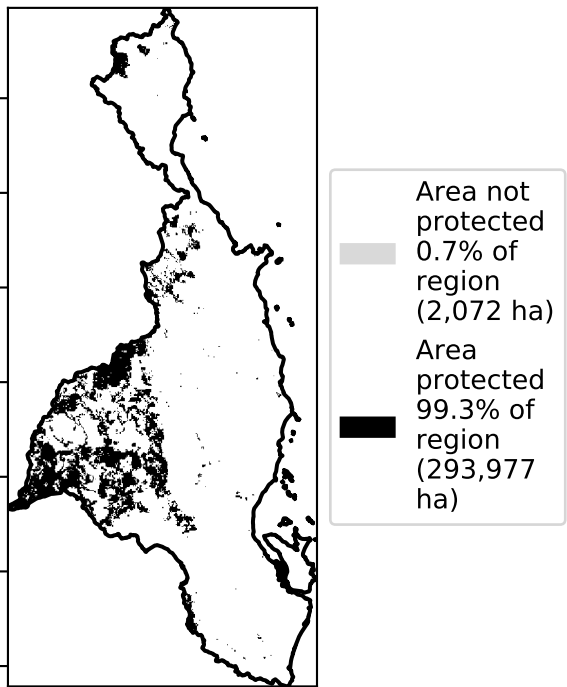 Area not
protected
0.7% of
region
(2,072 ha)
Area
protected
99.3% of
region
(293,977
ha)